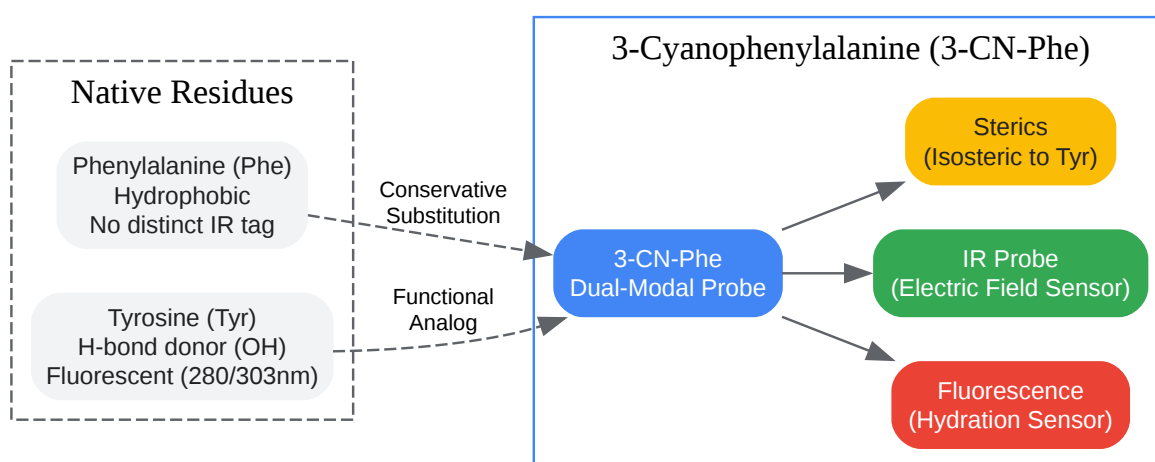 3-Cyanophenylalanine (3-CN-Phe)
Native Residues
Phenylalanine (Phe)
Hydrophobic
No distinct IR tag
Tyrosine (Tyr)
H-bond donor (OH)
Fluorescent (280/303nm)
Conservative
Substitution
Functional
Analog
3-CN-Phe
Dual-Modal Probe
Sterics
(Isosteric to Tyr)
IR Probe
(Electric Field Sensor)
Fluorescence
(Hydration Sensor)